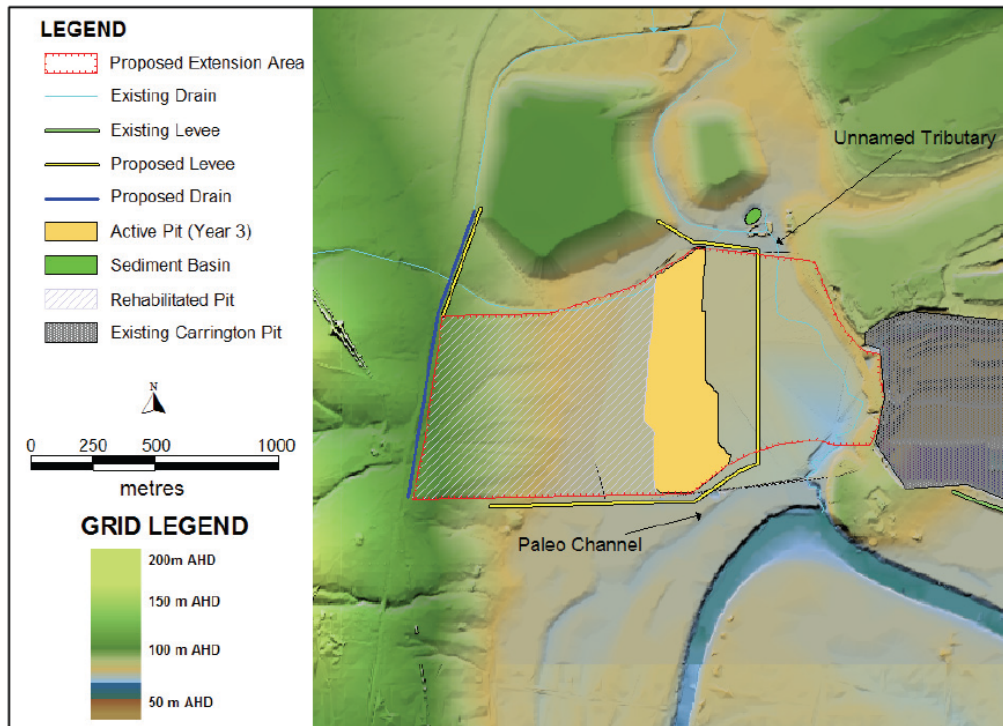 LEGEND
Proposed Extension Area
Existing Drain
Existing Levee
Proposed Levee
Proposed Drain
Active Pit (Year 3)
Sediment Basin
Rehabilitated Pit
Existing Carrington Pit
N
0 250 500 1000
metres
GRID LEGEND
200m AHD
150 m AHD
100 m AHD
50 m AHD
Unnamed Tributary
Paleo Channel